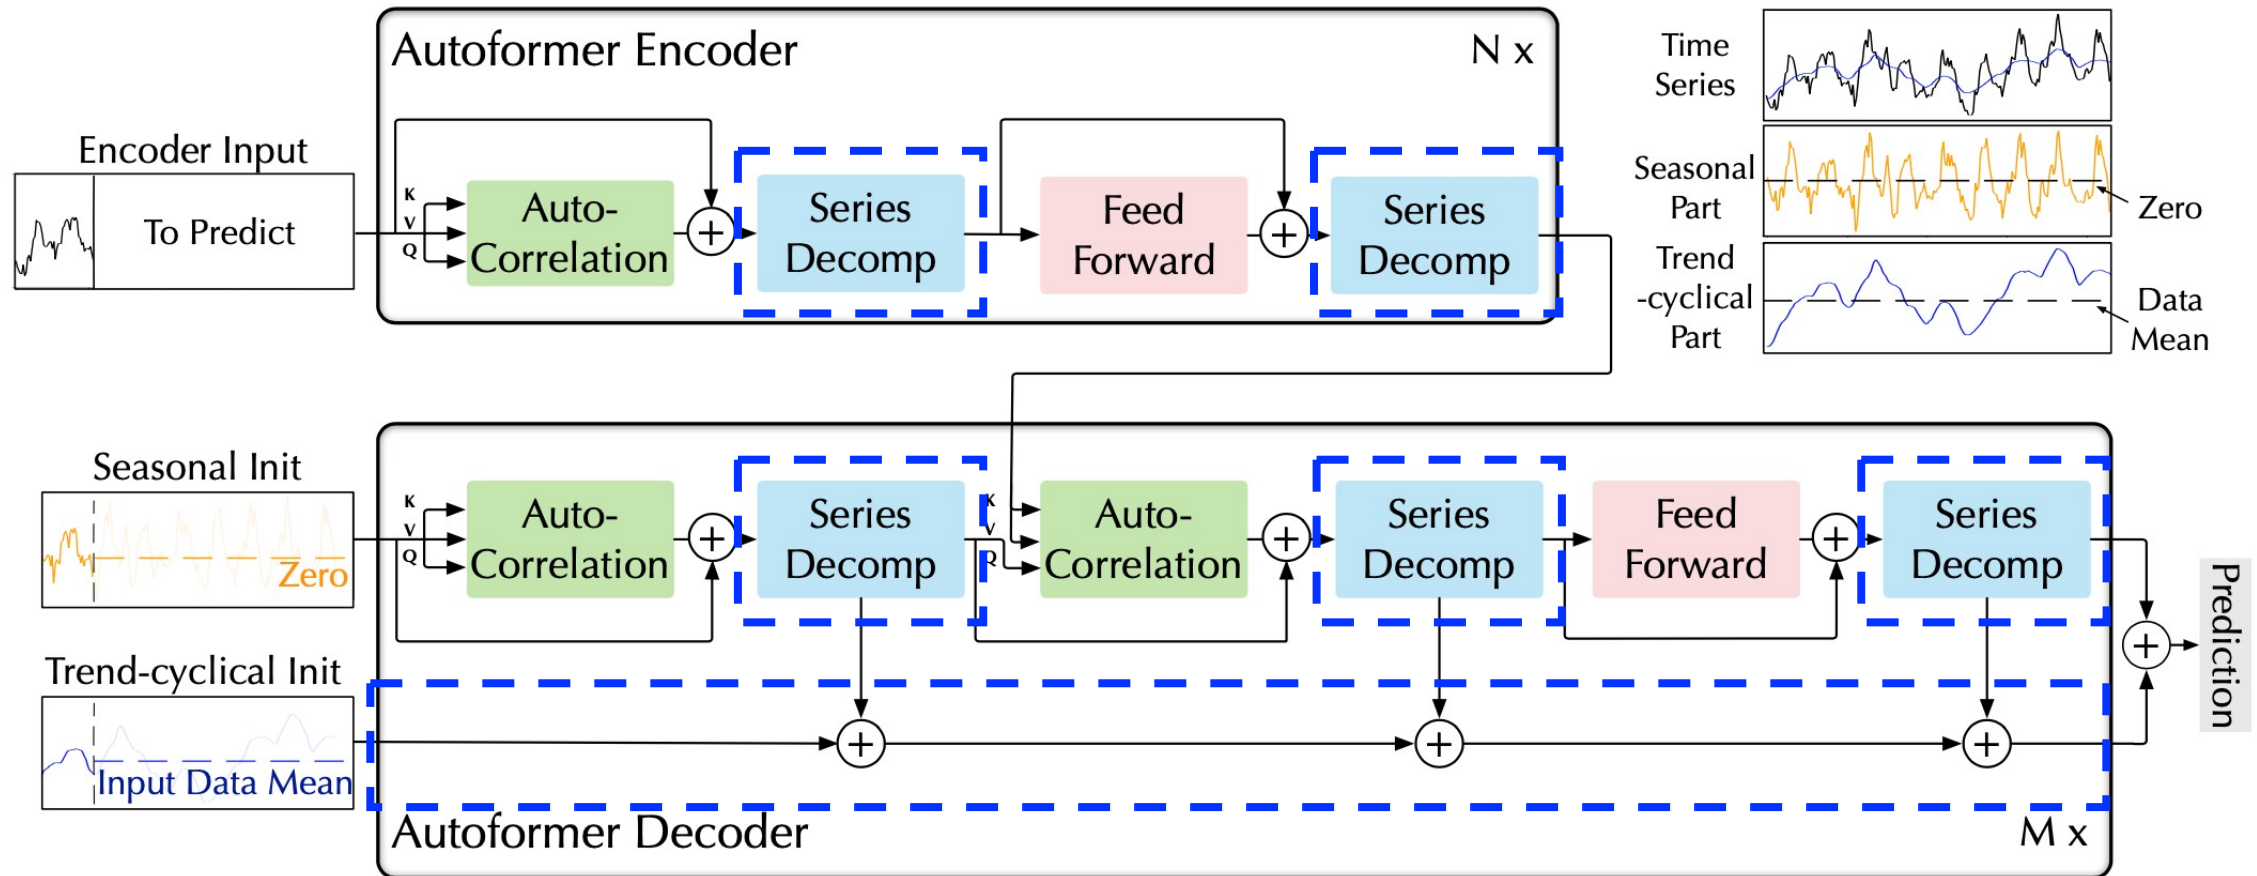 Autoformer Encoder
N x
Encoder Input
To Predict
K
V
Q
Auto-
Correlation
+
Series
Decomp
Feed
Forward
+
Series
Decomp
Time
Series
Seasonal
Part
Zero
Trend
-cyclical
Part
Data
Mean
Seasonal Init
Zero
K
V
Q
Auto-
Correlation
+
Series
Decomp
K
V
Q
Auto-
Correlation
+
Series
Decomp
Feed
Forward
+
Series
Decomp
Trend-cyclical Init
Input Data Mean
+
+
+
+
Prediction
Autoformer Decoder
M x